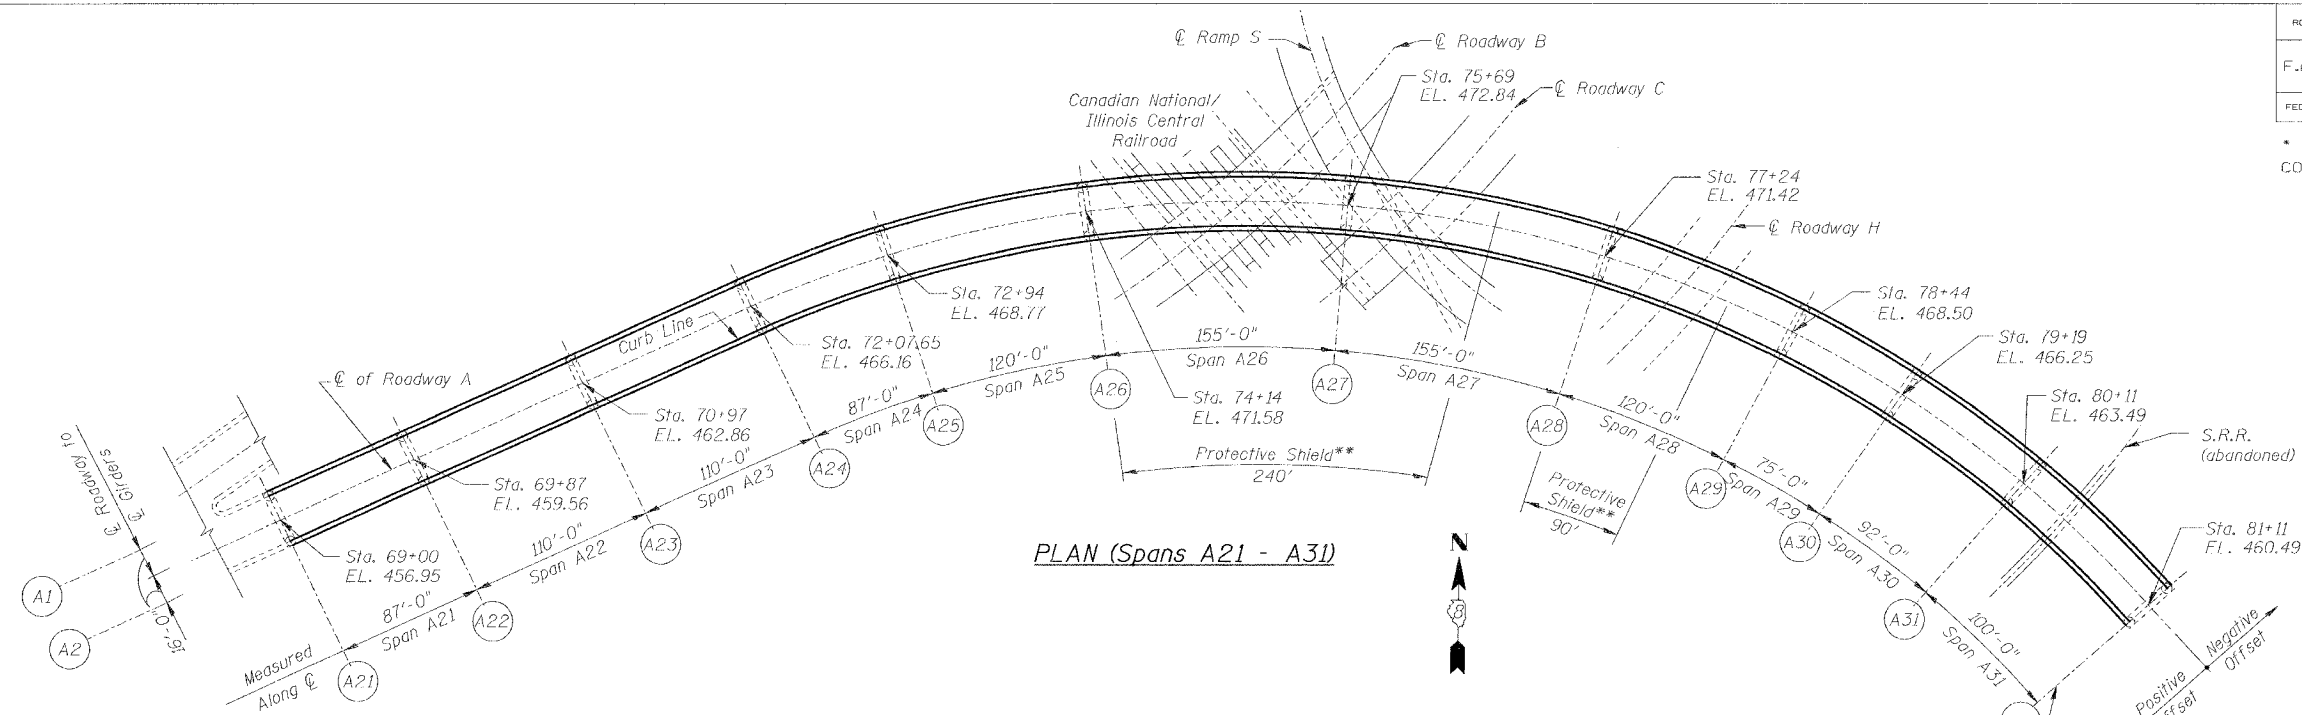 ℄ Ramp S
℄ Roadway B
Sta. 75+69
EL. 472.84
℄ Roadway C
Canadian National/
Illinois Central
Railroad
*
CO
Sta. 77+24
EL. 471.42
℄ Roadway H
Sta. 72+94
EL. 468.77
Sta. 78+44
EL. 468.50
Curb Line
Sta. 72+07.65
EL. 466.16
Sta. 79+19
EL. 466.25
℄ of Roadway A
Sta. 74+14
EL. 471.58
Sta. 70+97
EL. 462.86
Sta. 80+11
EL. 463.49
S.R.R.
(abandoned)
Sta. 69+87
EL. 459.56
Sta. 69+00
EL. 456.95
Sta. 81+11
EL. 460.49
℄ Roadway to
℄ Girders
16'-0"
A1
A2
Measured
Along ℄
A21
87'-0"
Span A21
A22
110'-0"
Span A22
A23
110'-0"
Span A23
A24
87'-0"
Span A24
A25
120'-0"
Span A25
A26
155'-0"
Span A26
A27
155'-0"
Span A27
A28
120'-0"
Span A28
A29
75'-0"
Span A29
A30
92'-0"
Span A30
A31
100'-0"
Span A31
Protective Shield**
240'
Protective
Shield**
90'
PLAN (Spans A21 - A31)
N
8
Negative
Offset
Positive